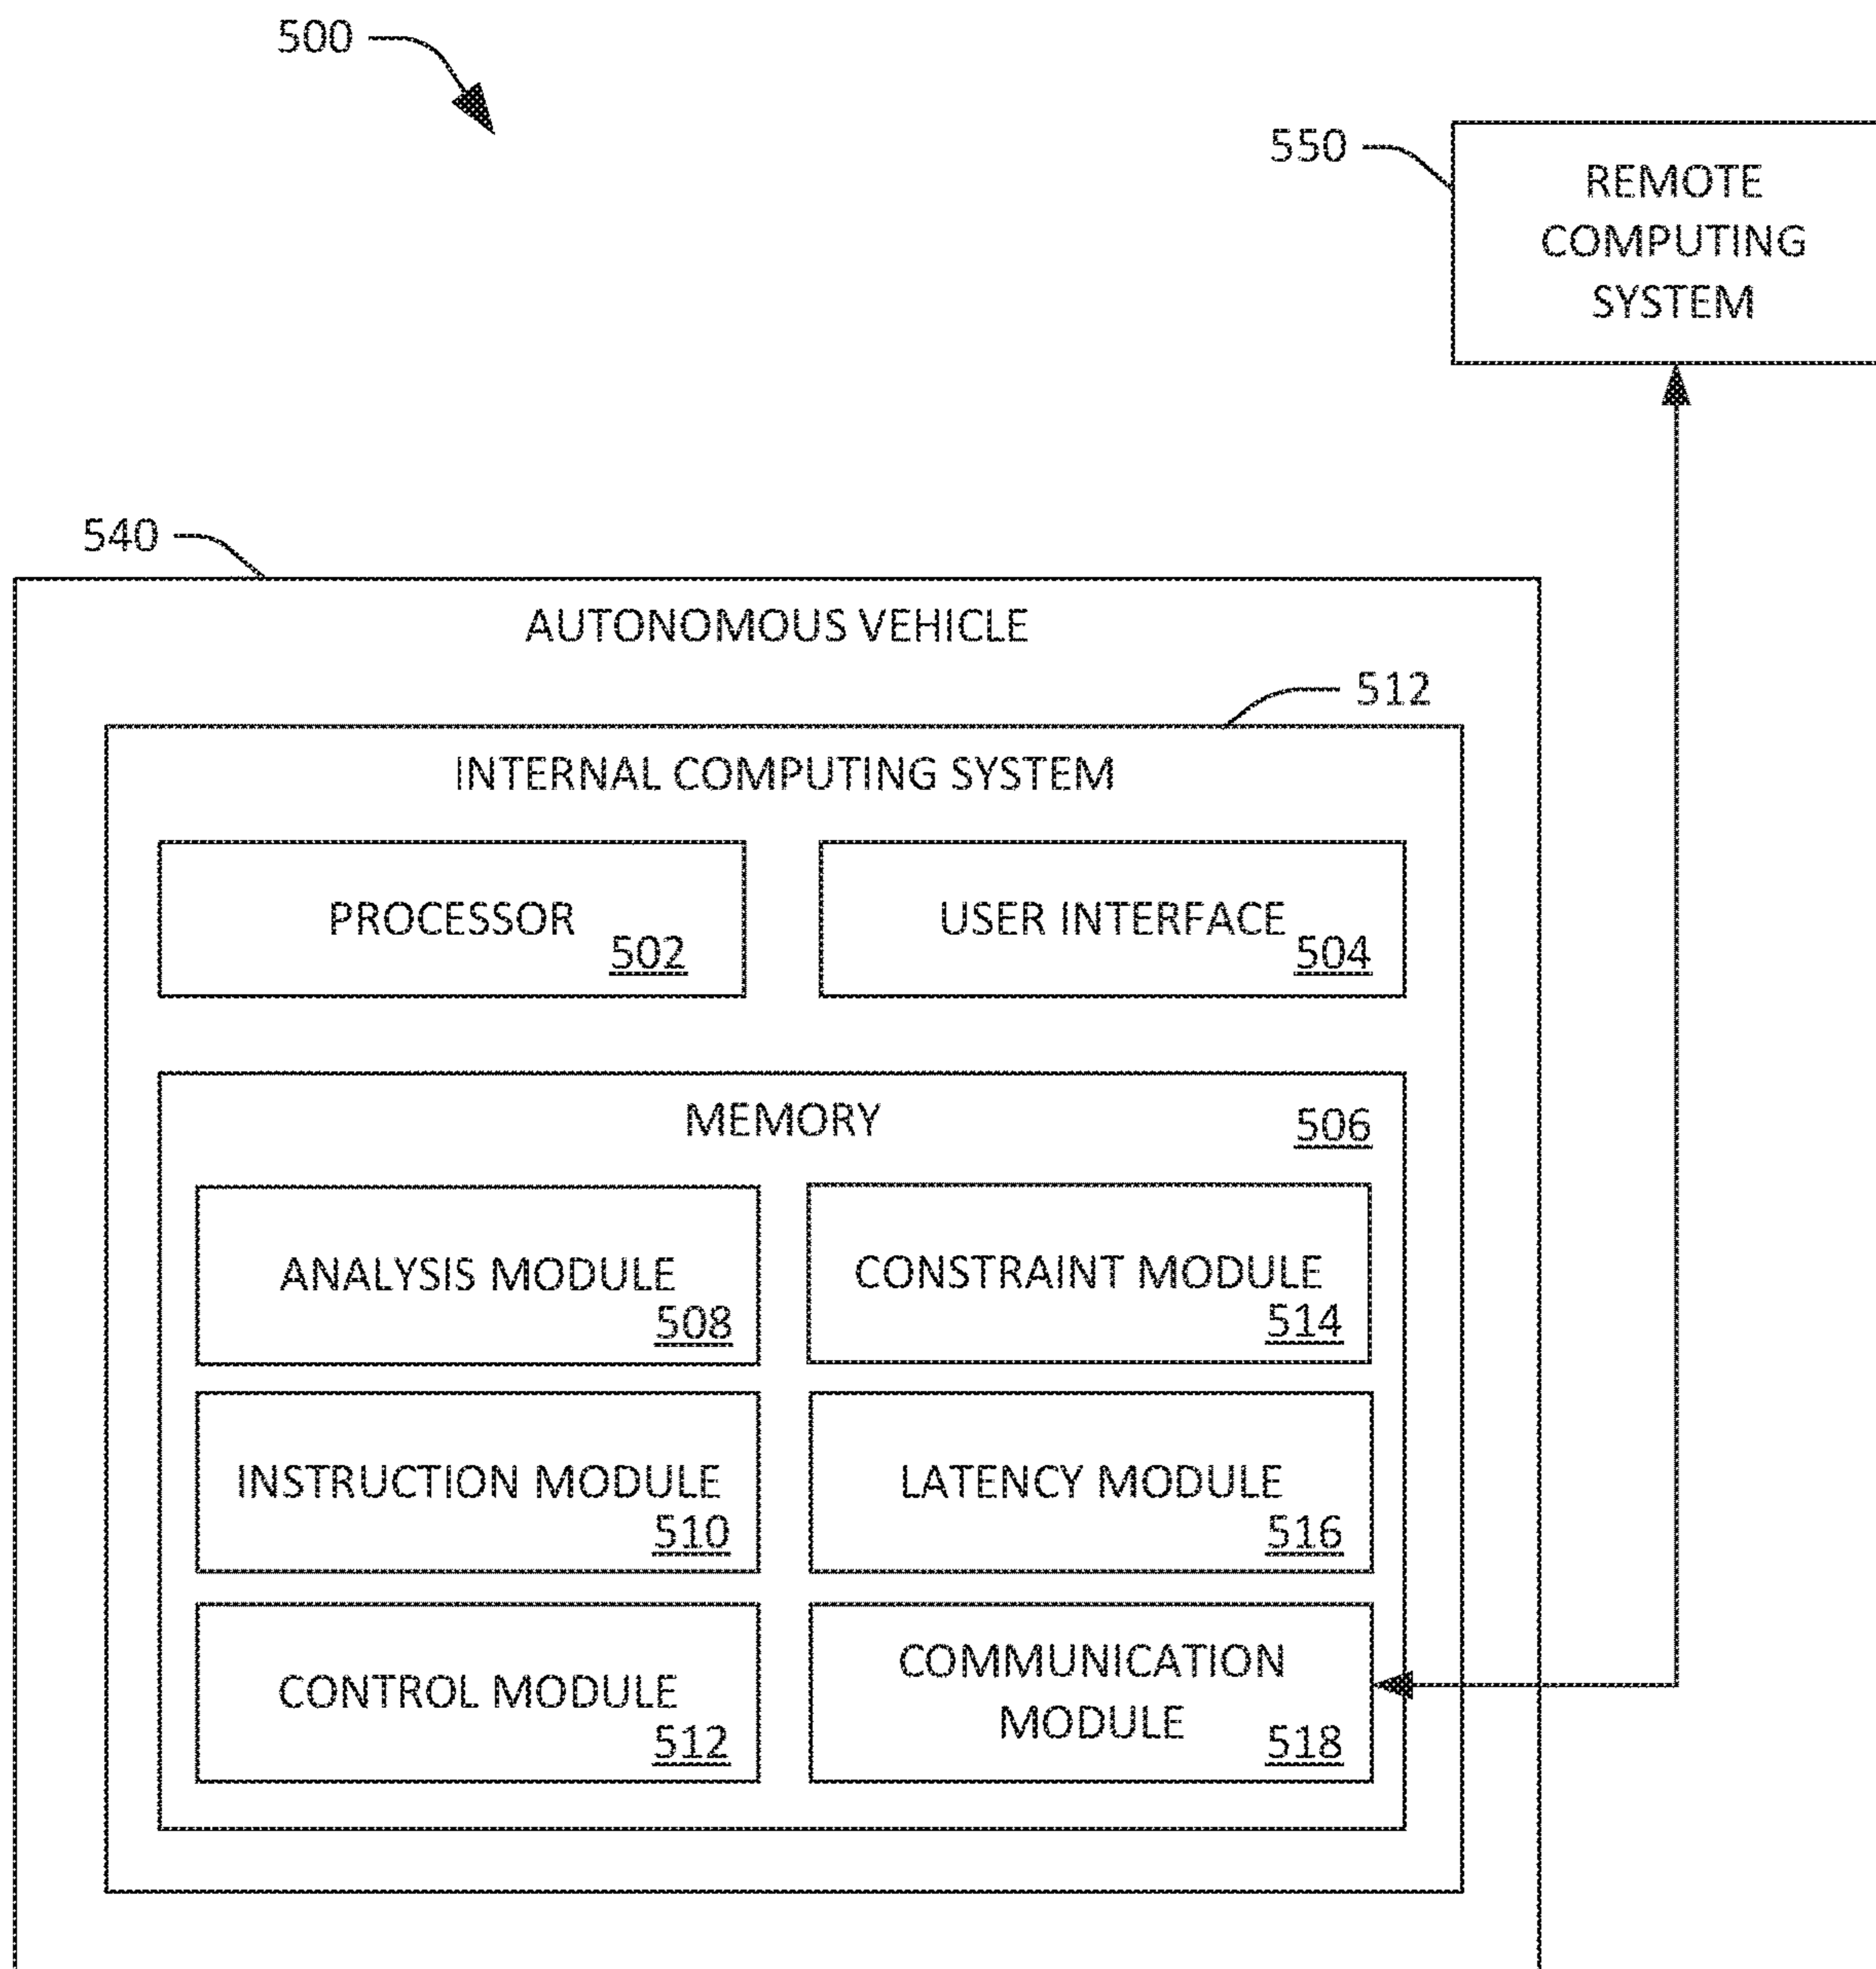 500
550
REMOTE
COMPUTING
SYSTEM
540
AUTONOMOUS VEHICLE
512
INTERNAL COMPUTING SYSTEM
PROCESSOR
502
USER INTERFACE
504
MEMORY
506
ANALYSIS MODULE
508
CONSTRAINT MODULE
514
INSTRUCTION MODULE
510
LATENCY MODULE
516
CONTROL MODULE
512
COMMUNICATION
MODULE
518